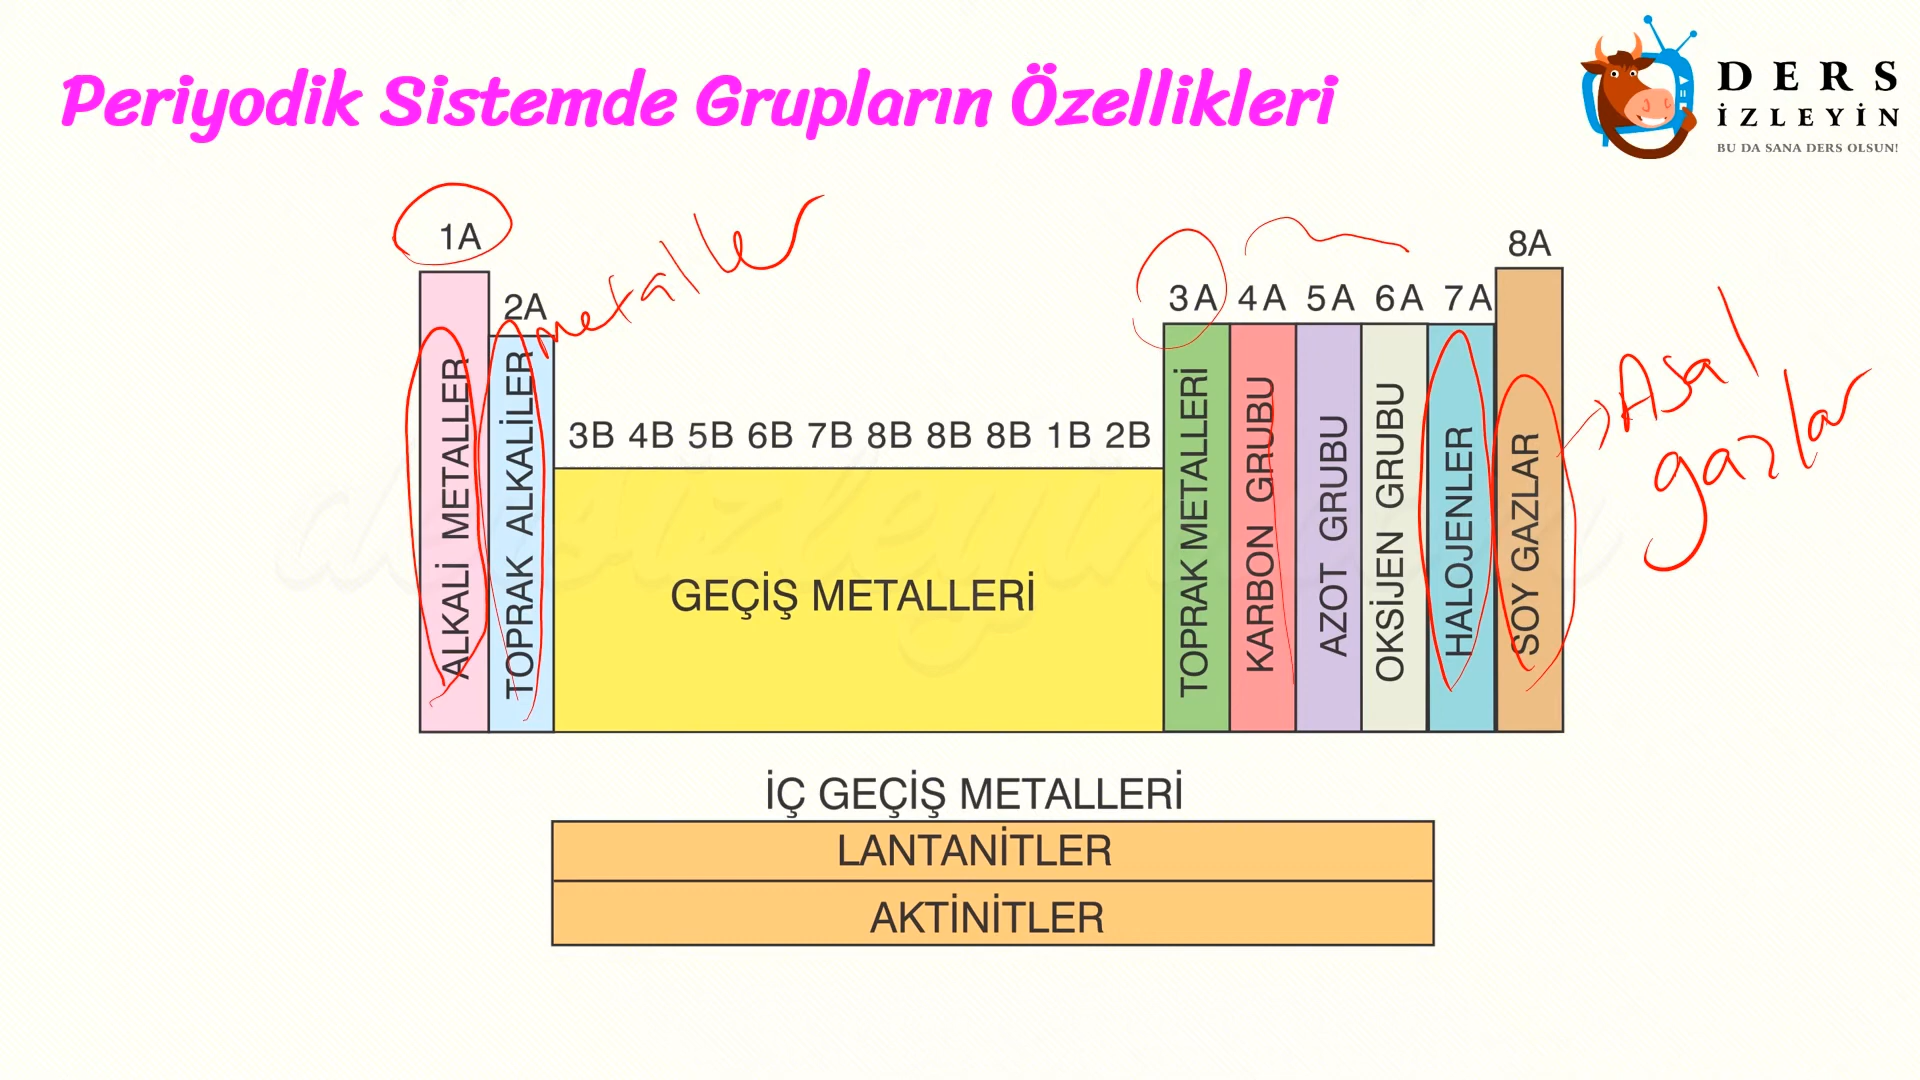 Periyodik Sistemde Grupların Özellikleri
DERS
İZLEYİN
BU DA SANA DERS OLSUN!
1A
2A
metaller
3B 4B 5B 6B 7B 8B 8B 8B 1B 2B
3A 4A 5A 6A 7A
8A
ALKALİ METALLER
TOPRAK ALKALİLER
GEÇİŞ METALLERİ
TOPRAK METALLERİ
KARBON GRUBU
AZOT GRUBU
OKSİJEN GRUBU
HALOJENLER
SOY GAZLAR
Asal
gazlar
İÇ GEÇİŞ METALLERİ
LANTANİTLER
AKTİNİTLER